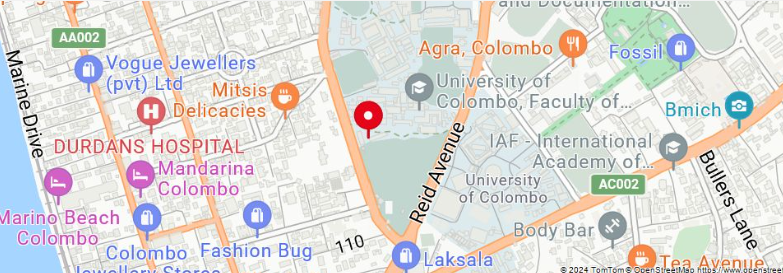 and Documentation
AA002
Marine Drive
Vogue Jewellers
(pvt) Ltd
Agra, Colombo
Fossil
Mitsis
Delicacies
University of
Colombo, Faculty of...
Bmich
DURDANS HOSPITAL
Mandarina
Colombo
Reid Avenue
IAF - International
Academy of...
University
of Colombo
AC002
Bullers Lane
Marino Beach
Colombo
Colombo
Jewellery Stores
Fashion Bug
110
Laksala
Body Bar
Tea Avenue
© 2024 TomTom © OpenStreetMap https://www.openstreet